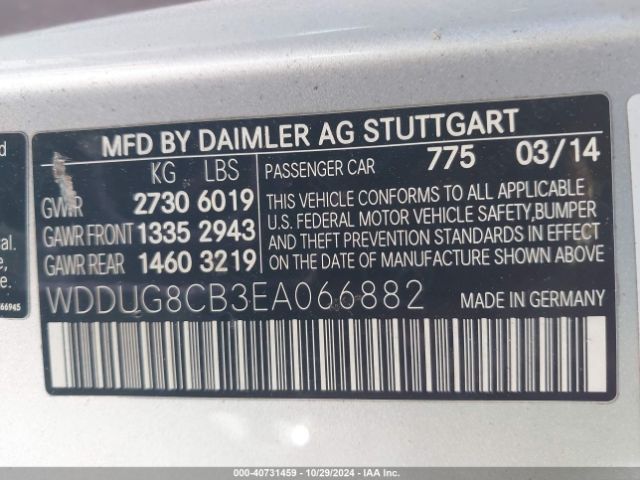 MFD BY DAIMLER AG STUTTGART
KG LBS PASSENGER CAR 775 03/14
GVWR 2730 6019
GAWR FRONT 1335 2943
GAWR REAR 1460 3219
THIS VEHICLE CONFORMS TO ALL APPLICABLE
U.S. FEDERAL MOTOR VEHICLE SAFETY,BUMPER
AND THEFT PREVENTION STANDARDS IN EFFECT
ON THE DATE OF MANUFACTURE SHOWN ABOVE
WDDUG8CB3EA066882 MADE IN GERMANY
66945
000-40731459 • 10/29/2024 • IAA Inc.